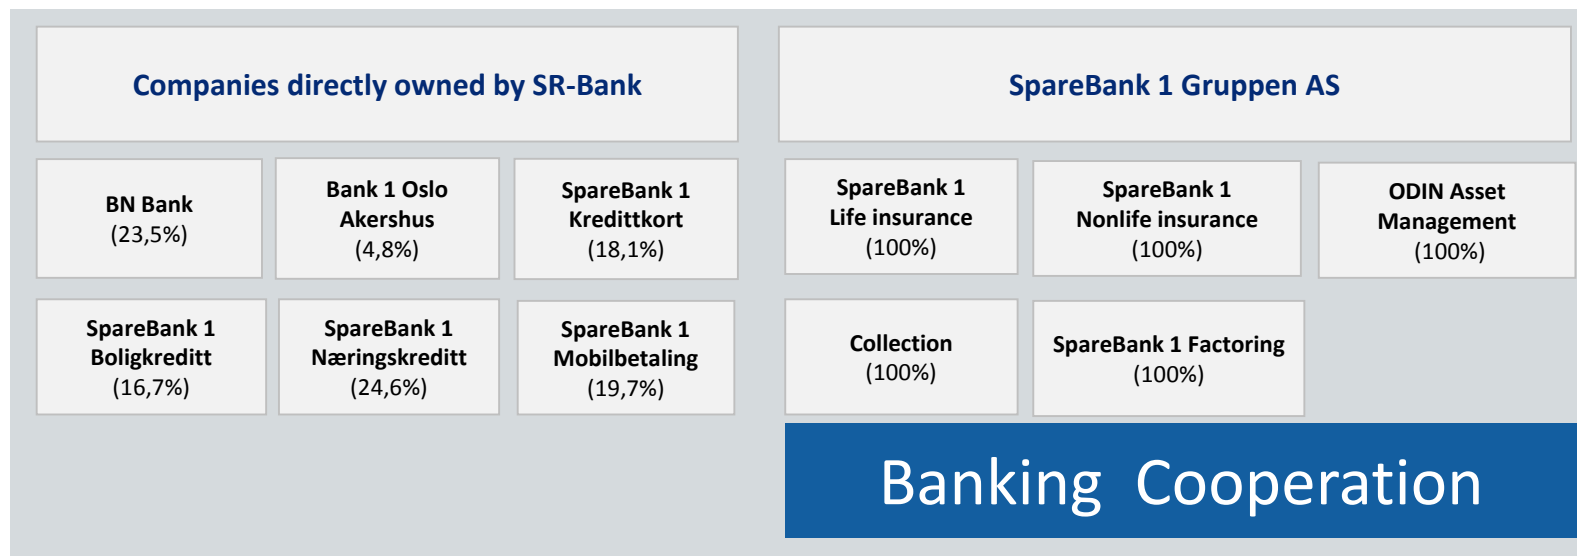 Companies directly owned by SR-Bank
SpareBank 1 Gruppen AS
BN Bank
(23,5%)
Bank 1 Oslo
Akershus
(4,8%)
SpareBank 1
Kredittkort
(18,1%)
SpareBank 1
Life insurance
(100%)
SpareBank 1
Nonlife insurance
(100%)
ODIN Asset
Management
(100%)
SpareBank 1
Boligkreditt
(16,7%)
SpareBank 1
Næringskreditt
(24,6%)
SpareBank 1
Mobilbetaling
(19,7%)
Collection
(100%)
SpareBank 1 Factoring
(100%)
Banking Cooperation